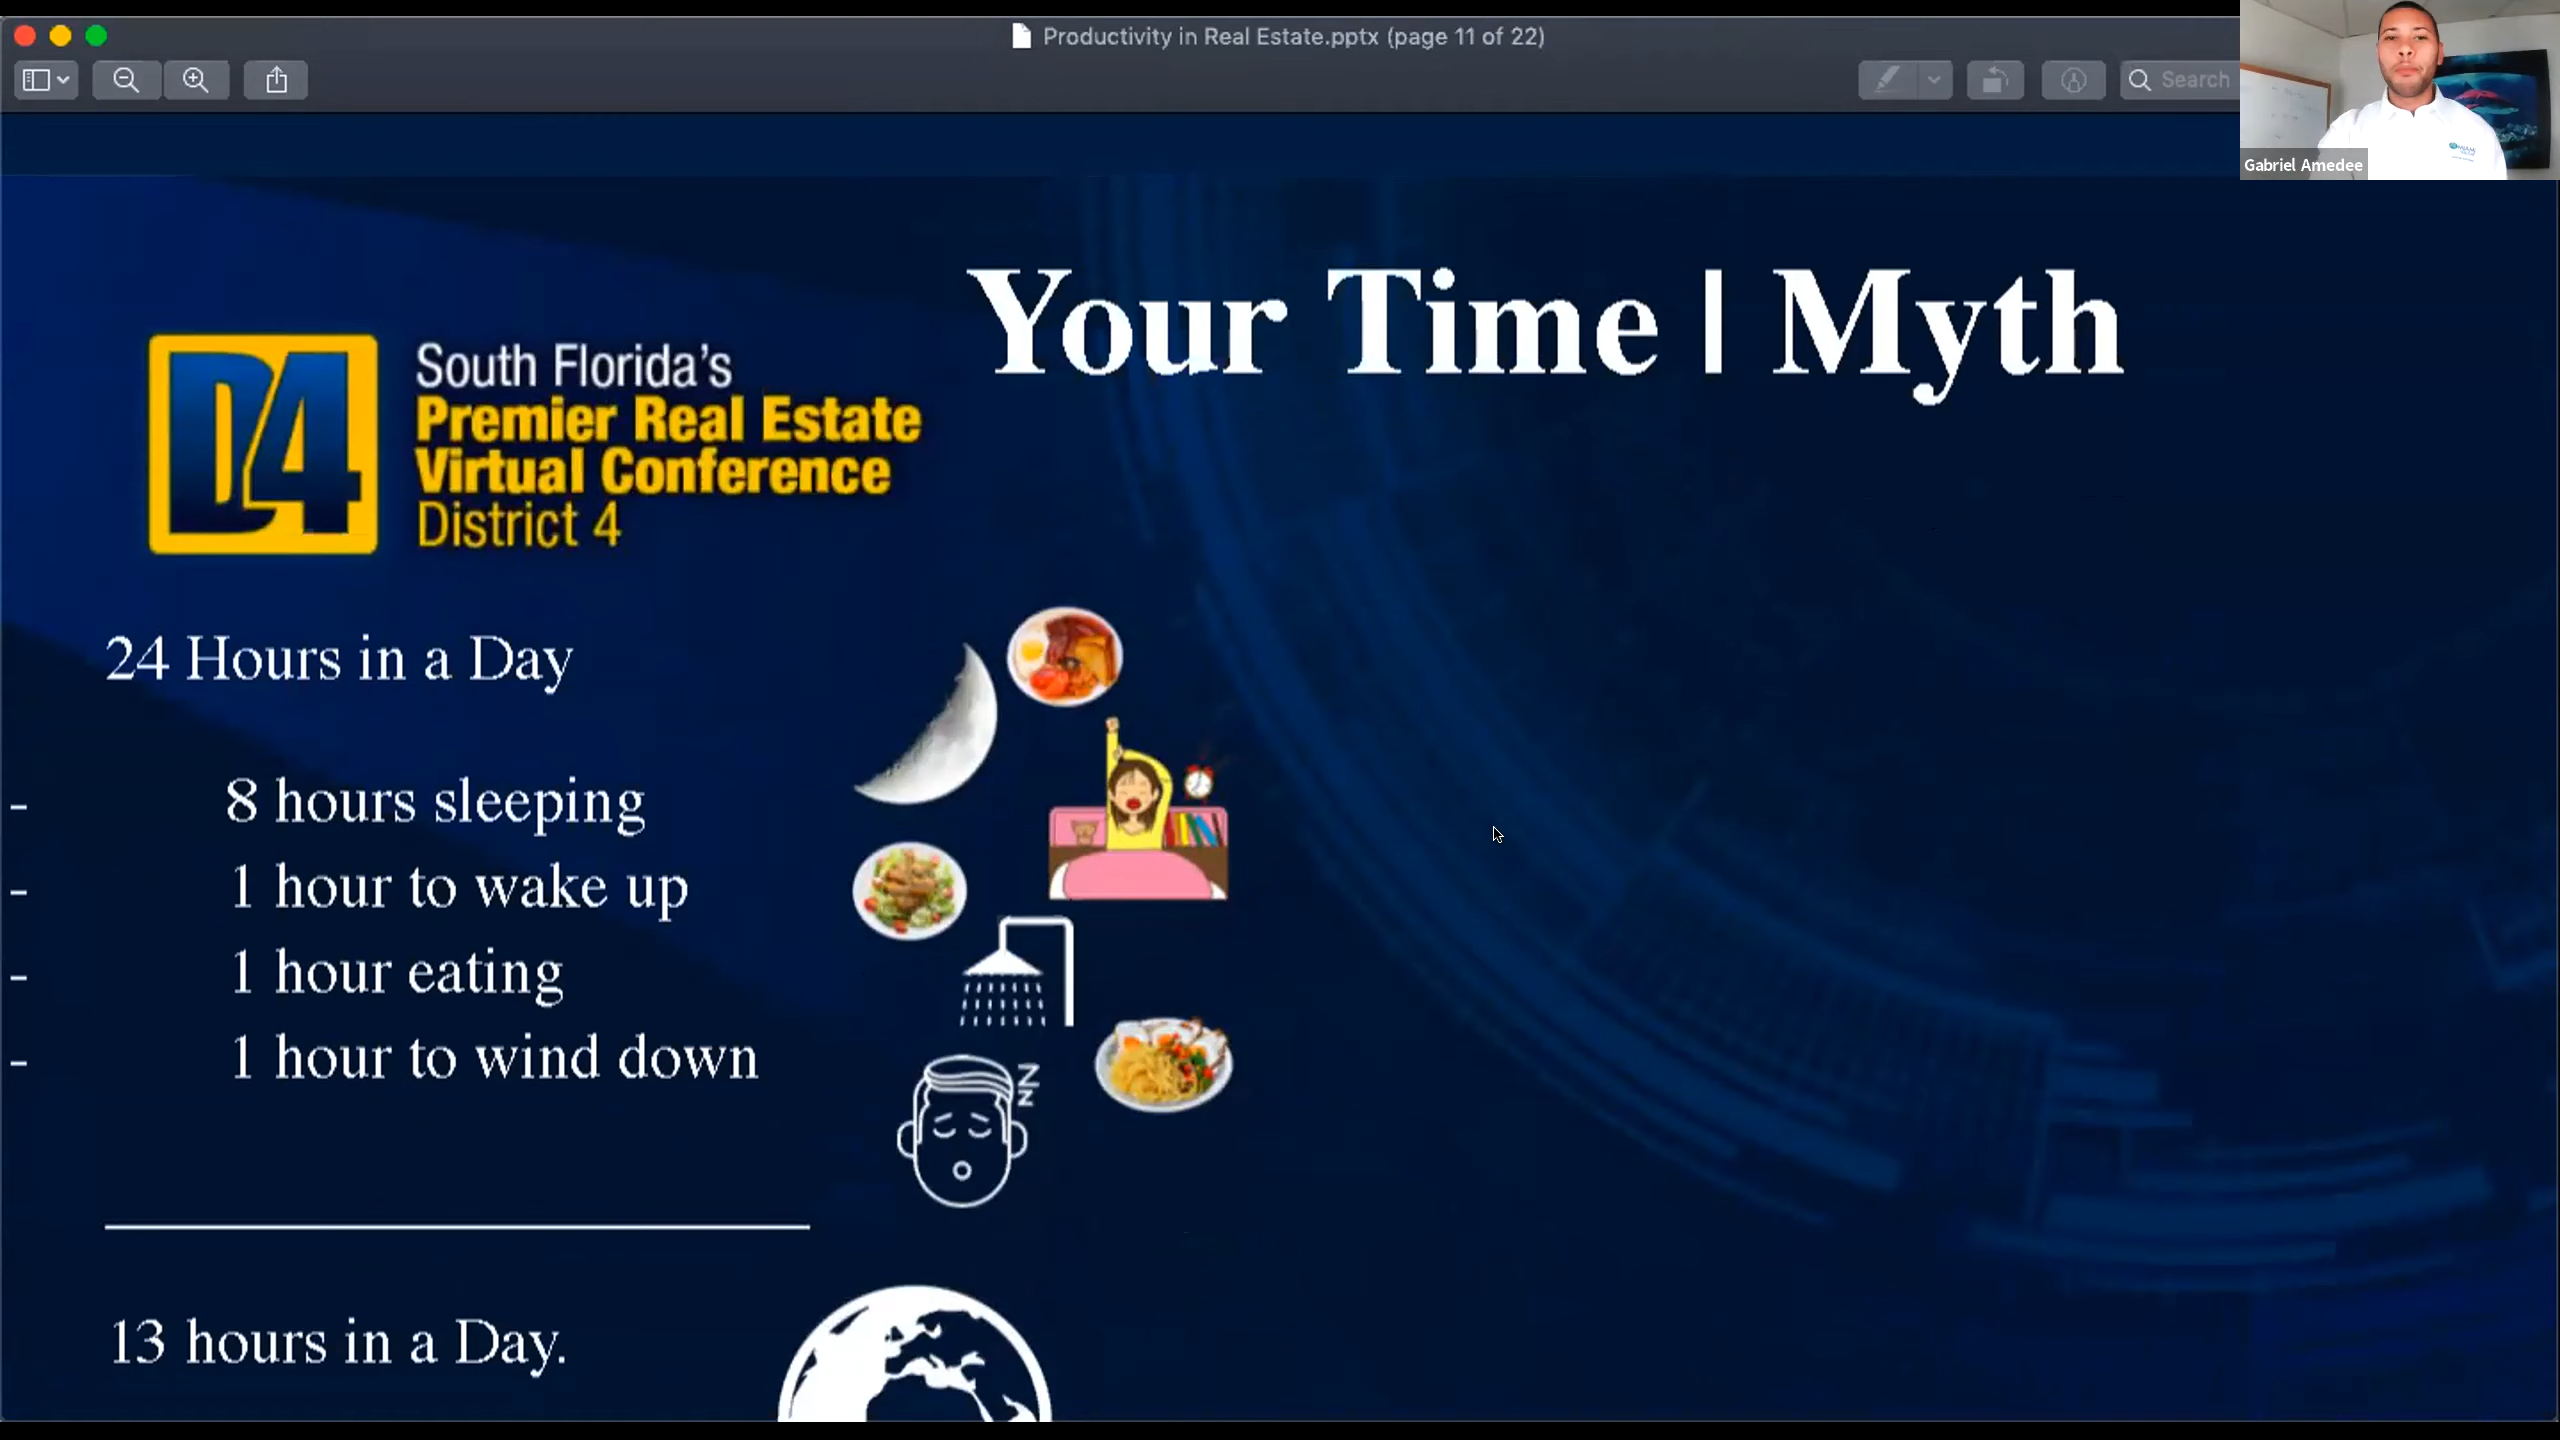 Productivity in Real Estate.pptx (page 11 of 22)
Search
Gabriel Amedee
Your Time | Myth
D4
South Florida's
Premier Real Estate
Virtual Conference
District 4
24 Hours in a Day
- 8 hours sleeping
- 1 hour to wake up
- 1 hour eating
- 1 hour to wind down
ZZ
13 hours in a Day.